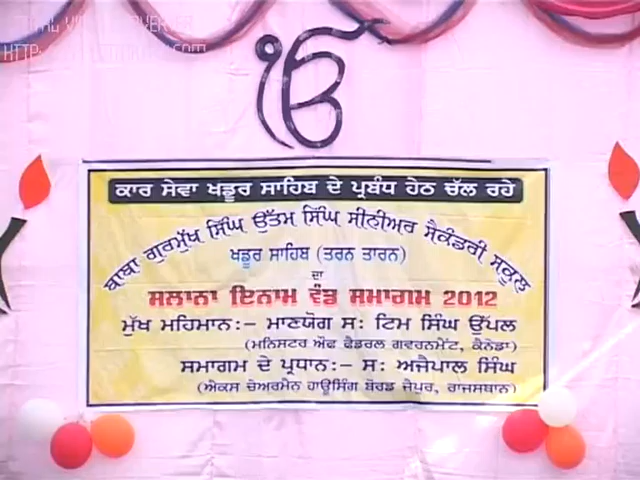 ੴ
ਕਾਰ ਸੇਵਾ ਖਡੂਰ ਸਾਹਿਬ ਦੇ ਪ੍ਰਬੰਧ ਹੇਠ ਚੱਲ ਰਹੇ
ਬਾਬਾ ਗੁਰਮੁੱਖ ਸਿੰਘ ਉੱਤਮ ਸਿੰਘ ਸੀਨੀਅਰ ਸੈਕੰਡਰੀ ਸਕੂਲ
ਖਡੂਰ ਸਾਹਿਬ (ਤਰਨ ਤਾਰਨ)
ਦਾ
ਸਲਾਨਾ ਇਨਾਮ ਵੰਡ ਸਮਾਗਮ 2012
ਮੁੱਖ ਮਹਿਮਾਨ:- ਮਾਣਯੋਗ ਸ: ਟਿਮ ਸਿੰਘ ਉੱਪਲ
(ਮਨਿਸਟਰ ਔਫ ਫੈਡਰਲ ਗਵਰਨਮੈਂਟ, ਕੈਨੇਡਾ)
ਸਮਾਗਮ ਦੇ ਪ੍ਰਧਾਨ:- ਸ: ਅਜੈਪਾਲ ਸਿੰਘ
(ਐਕਸ ਚੇਅਰਮੈਨ ਹਾਊਸਿੰਗ ਬੋਰਡ ਜੈਪੁਰ, ਰਾਜਸਥਾਨ)